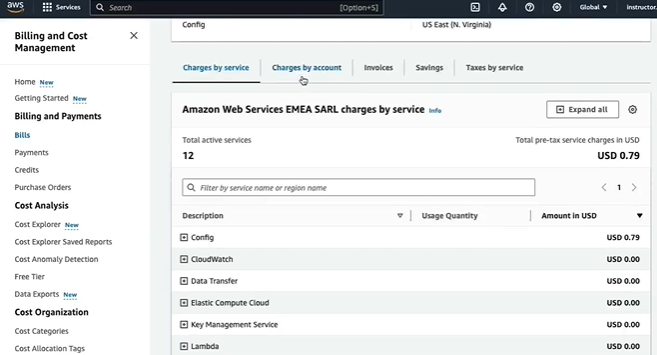 aws
Services
Search
[Option+S]
Global
instructor.
Billing and Cost
Management
Home New
Getting Started New
Billing and Payments
Bills
Payments
Credits
Purchase Orders
Cost Analysis
Cost Explorer New
Cost Explorer Saved Reports
Cost Anomaly Detection
Free Tier
Data Exports New
Cost Organization
Cost Categories
Cost Allocation Tags
Config US East (N. Virginia)
Charges by service Charges by account Invoices Savings Taxes by service
Amazon Web Services EMEA SARL charges by service Info Expand all
Total active services Total pre-tax service charges in USD
12 USD 0.79
Filter by service name or region name 1
Description Usage Quantity Amount in USD
Config USD 0.79
CloudWatch USD 0.00
Data Transfer USD 0.00
Elastic Compute Cloud USD 0.00
Key Management Service USD 0.00
Lambda USD 0.00